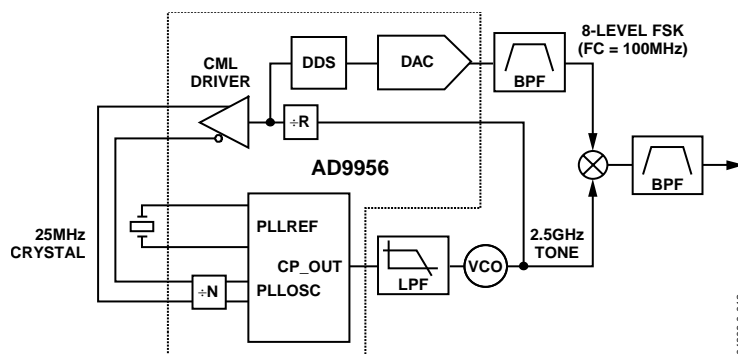 8-LEVEL FSK
(FC = 100MHz)
CML
DRIVER
DDS
DAC
BPF
÷R
AD9956
BPF
25MHz
CRYSTAL
PLLREF
CP_OUT
PLLOSC
÷N
LPF
VCO
2.5GHz
TONE